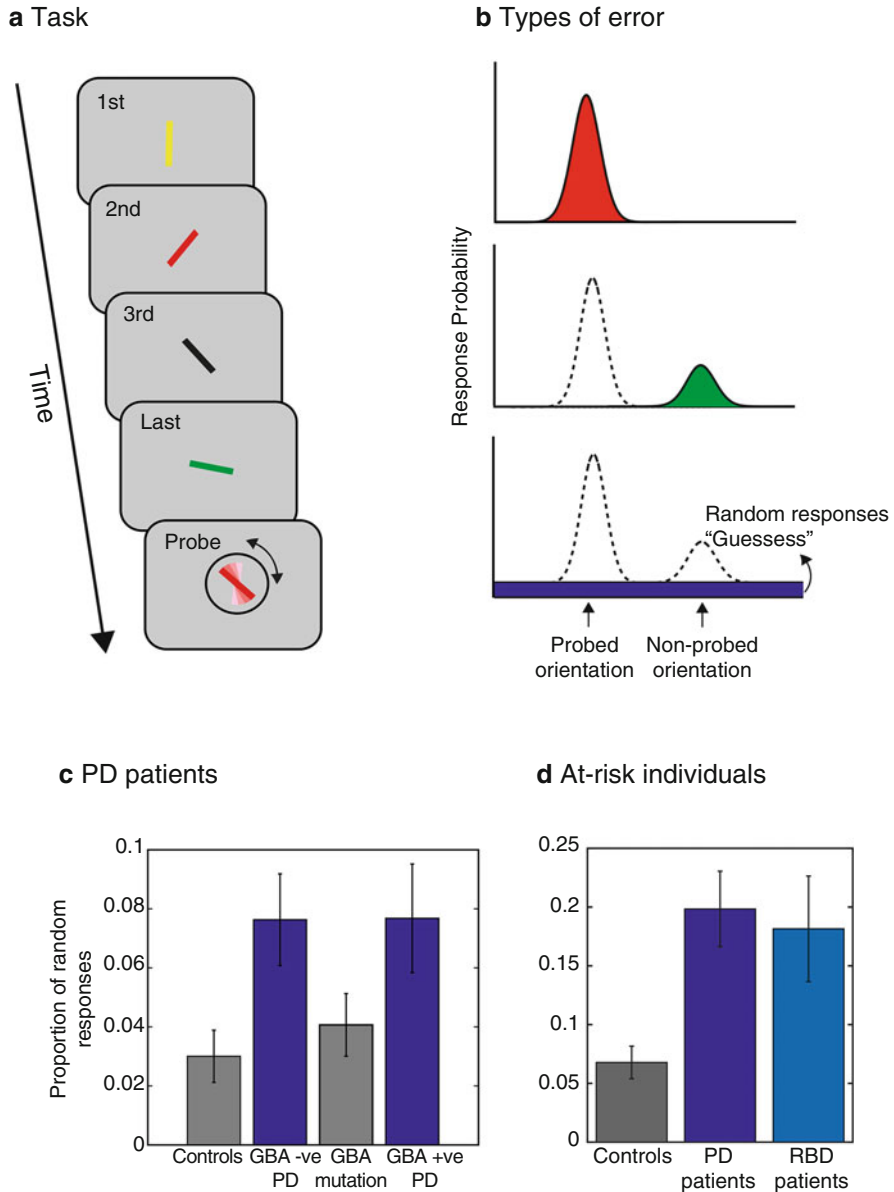 a Task
1st
2nd
3rd
Last
Probe
Time
b Types of error
Response Probability
Random responses
“Guessess”
Probed
orientation
Non-probed
orientation
c PD patients
Proportion of random
responses
0.1
0.08
0.06
0.04
0.02
0
Controls GBA -ve GBA GBA +ve
PD mutation PD
d At-risk individuals
0.25
0.2
0.15
0.1
0.05
0
Controls PD RBD
patients patients